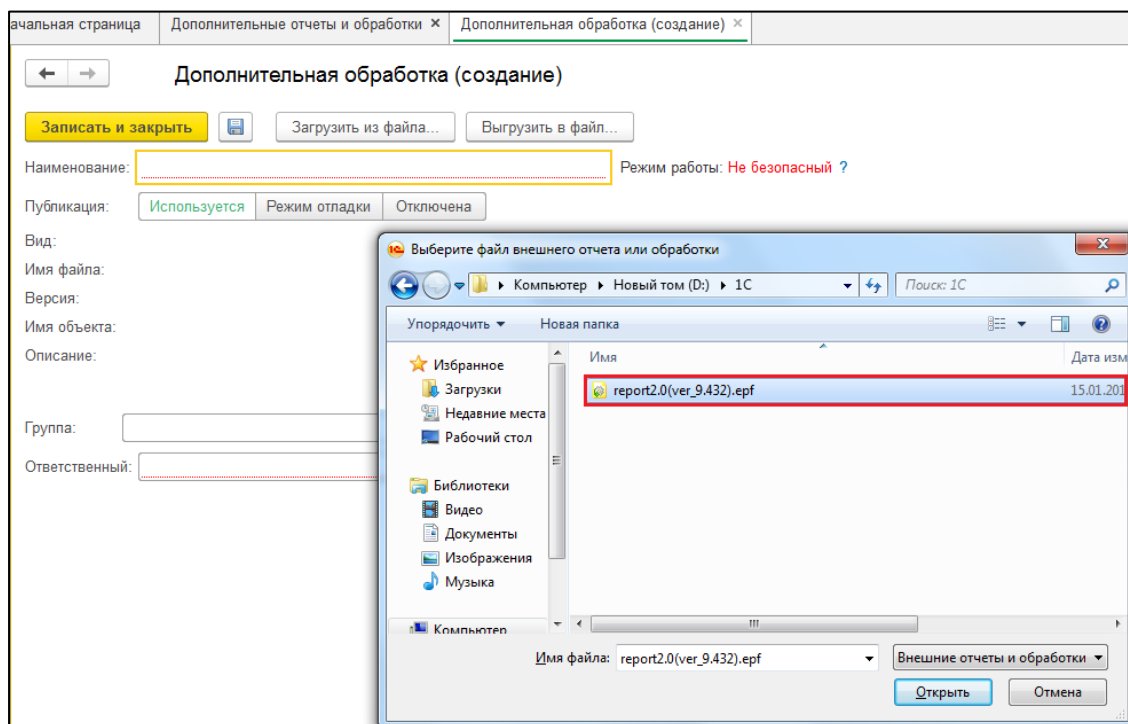 ачальная страница
Дополнительные отчеты и обработки ×
Дополнительная обработка (создание) ×
Дополнительная обработка (создание)
Записать и закрыть
Загрузить из файла...
Выгрузить в файл...
Наименование:
Режим работы: Не безопасный ?
Публикация:
Используется
Режим отладки
Отключена
Вид:
Имя файла:
Версия:
Имя объекта:
Описание:
Группа:
Ответственный:
Выберите файл внешнего отчета или обработки
Компьютер ▸ Новый том (D:) ▸ 1С
Поиск: 1С
Упорядочить
Новая папка
Имя
Дата изм
Избранное
Загрузки
Недавние места
Рабочий стол
Библиотеки
Видео
Документы
Изображения
Музыка
Компьютер
report2.0(ver_9.432).epf
15.01.201
Имя файла:
report2.0(ver_9.432).epf
Внешние отчеты и обработки
Открыть
Отмена